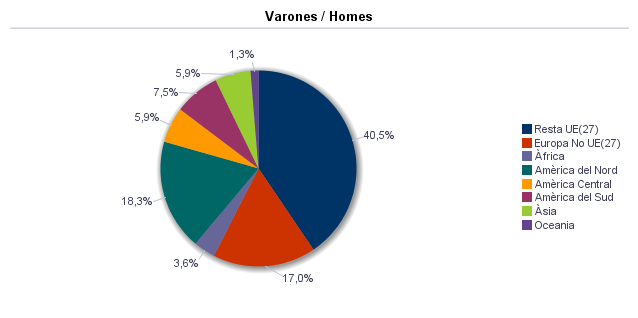 Varones / Homes
1,3%
5,9%
7,5%
5,9%
40,5%
18,3%
3,6%
17,0%
Resta UE(27)
Europa No UE(27)
Àfrica
Amèrica del Nord
Amèrica Central
Amèrica del Sud
Àsia
Oceania